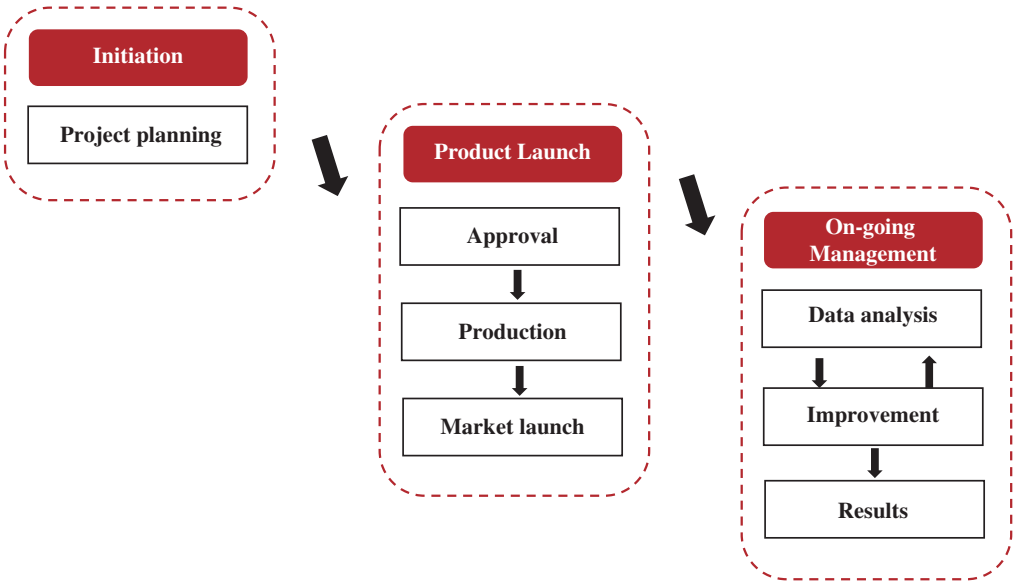 Initiation
Project planning
Product Launch
Approval
Production
Market launch
On-going
Management
Data analysis
Improvement
Results